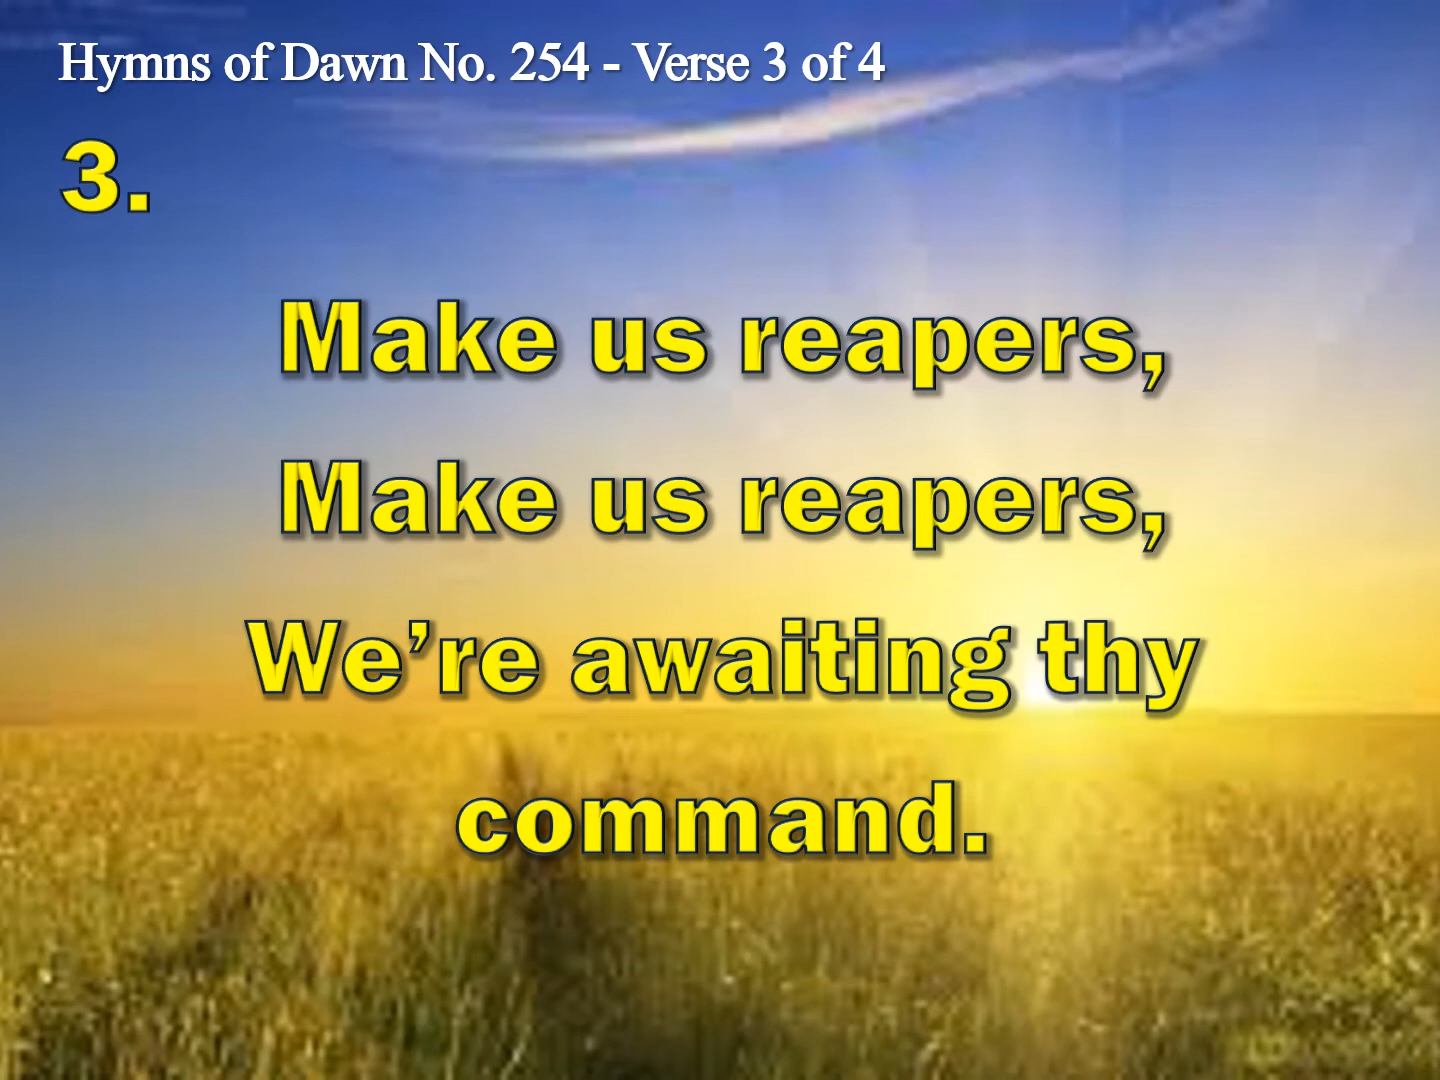 Hymns of Dawn No. 254 - Verse 3 of 4
3.
Make us reapers,
Make us reapers,
We’re awaiting thy
command.